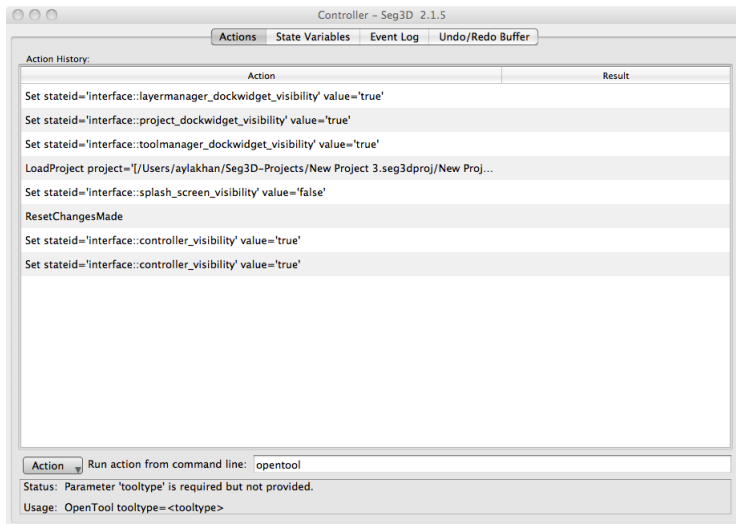 Controller - Seg3D 2.1.5
Actions State Variables Event Log Undo/Redo Buffer
Action History:
Action Result
Set stateid='interface::layermanager_dockwidget_visibility' value='true'
Set stateid='interface::project_dockwidget_visibility' value='true'
Set stateid='interface::toolmanager_dockwidget_visibility' value='true'
LoadProject project='[/Users/aylakhan/Seg3D-Projects/New Project 3.seg3dproj/New Proj...
Set stateid='interface::splash_screen_visibility' value='false'
ResetChangesMade
Set stateid='interface::controller_visibility' value='true'
Set stateid='interface::controller_visibility' value='true'
Action Run action from command line: opentool
Status: Parameter 'tooltype' is required but not provided.
Usage: OpenTool tooltype=<tooltype>